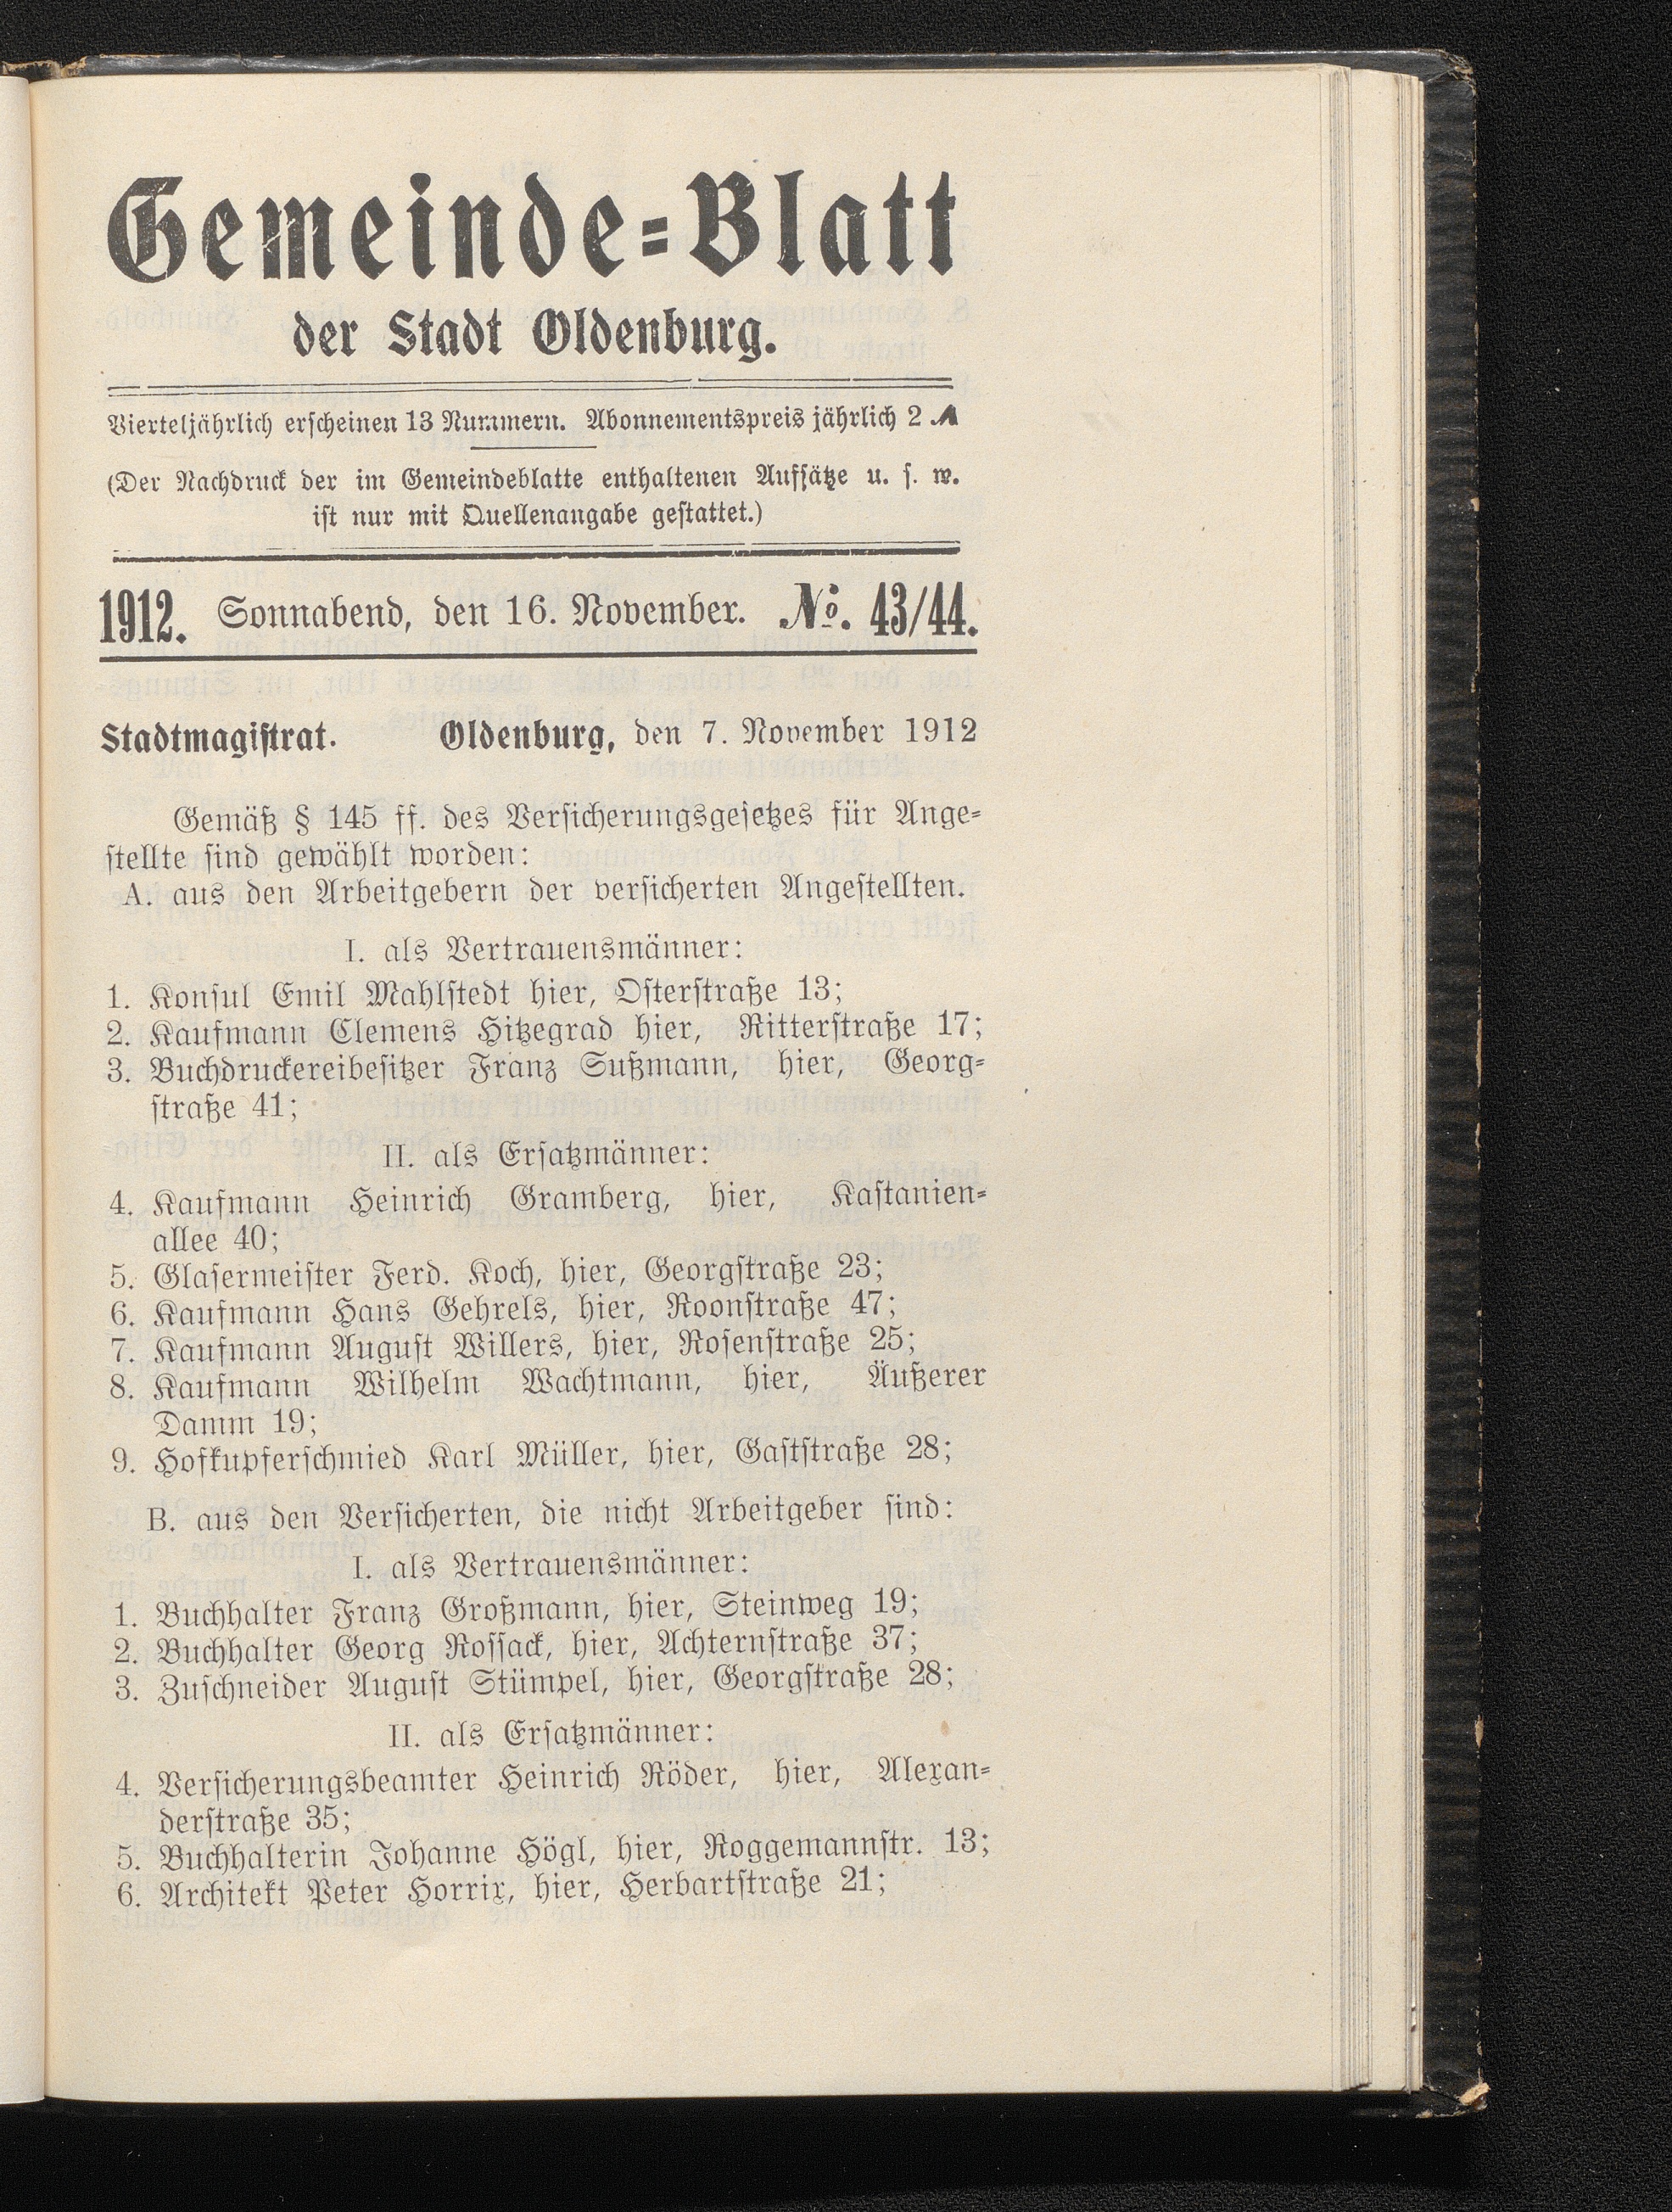 Gemeinde=Blatt
der Stadt Oldenburg.
Vierteljährlich erscheinen 13 Nummern. Abonnementspreis jährlich 2 ℳ
(Der Nachdruck der im Gemeindeblatte enthaltenen Aufsätze u. s. w.
ist nur mit Quellenangabe gestattet.)
1912. Sonnabend, den 16. November. No. 43/44.
Stadtmagistrat. Oldenburg, den 7. November 1912
Gemäß § 145 ff. des Versicherungsgesetzes für Ange=
stellte sind gewählt worden:
A. aus den Arbeitgebern der versicherten Angestellten.
I. als Vertrauensmänner:
1. Konsul Emil Mahlstedt hier, Osterstraße 13;
2. Kaufmann Clemens Hitzegrad hier, Ritterstraße 17;
3. Buchdruckereibesitzer Franz Sußmann, hier, Georg=
straße 41;
II. als Ersatzmänner:
4. Kaufmann Heinrich Gramberg, hier, Kastanien=
allee 40;
5. Glasermeister Ferd. Koch, hier, Georgstraße 23;
6. Kaufmann Hans Gehrels, hier, Roonstraße 47;
7. Kaufmann August Willers, hier, Rosenstraße 25;
8. Kaufmann Wilhelm Wachtmann, hier, Äußerer
Damm 19;
9. Hofkupferschmied Karl Müller, hier, Gaststraße 28;
B. aus den Versicherten, die nicht Arbeitgeber sind:
I. als Vertrauensmänner:
1. Buchhalter Franz Großmann, hier, Steinweg 19;
2. Buchhalter Georg Rossack, hier, Achternstraße 37;
3. Zuschneider August Stümpel, hier, Georgstraße 28;
II. als Ersatzmänner:
4. Versicherungsbeamter Heinrich Röder, hier, Alexan=
derstraße 35;
5. Buchhalterin Johanne Högl, hier, Roggemannstr. 13;
6. Architekt Peter Horrix, hier, Herbartstraße 21;